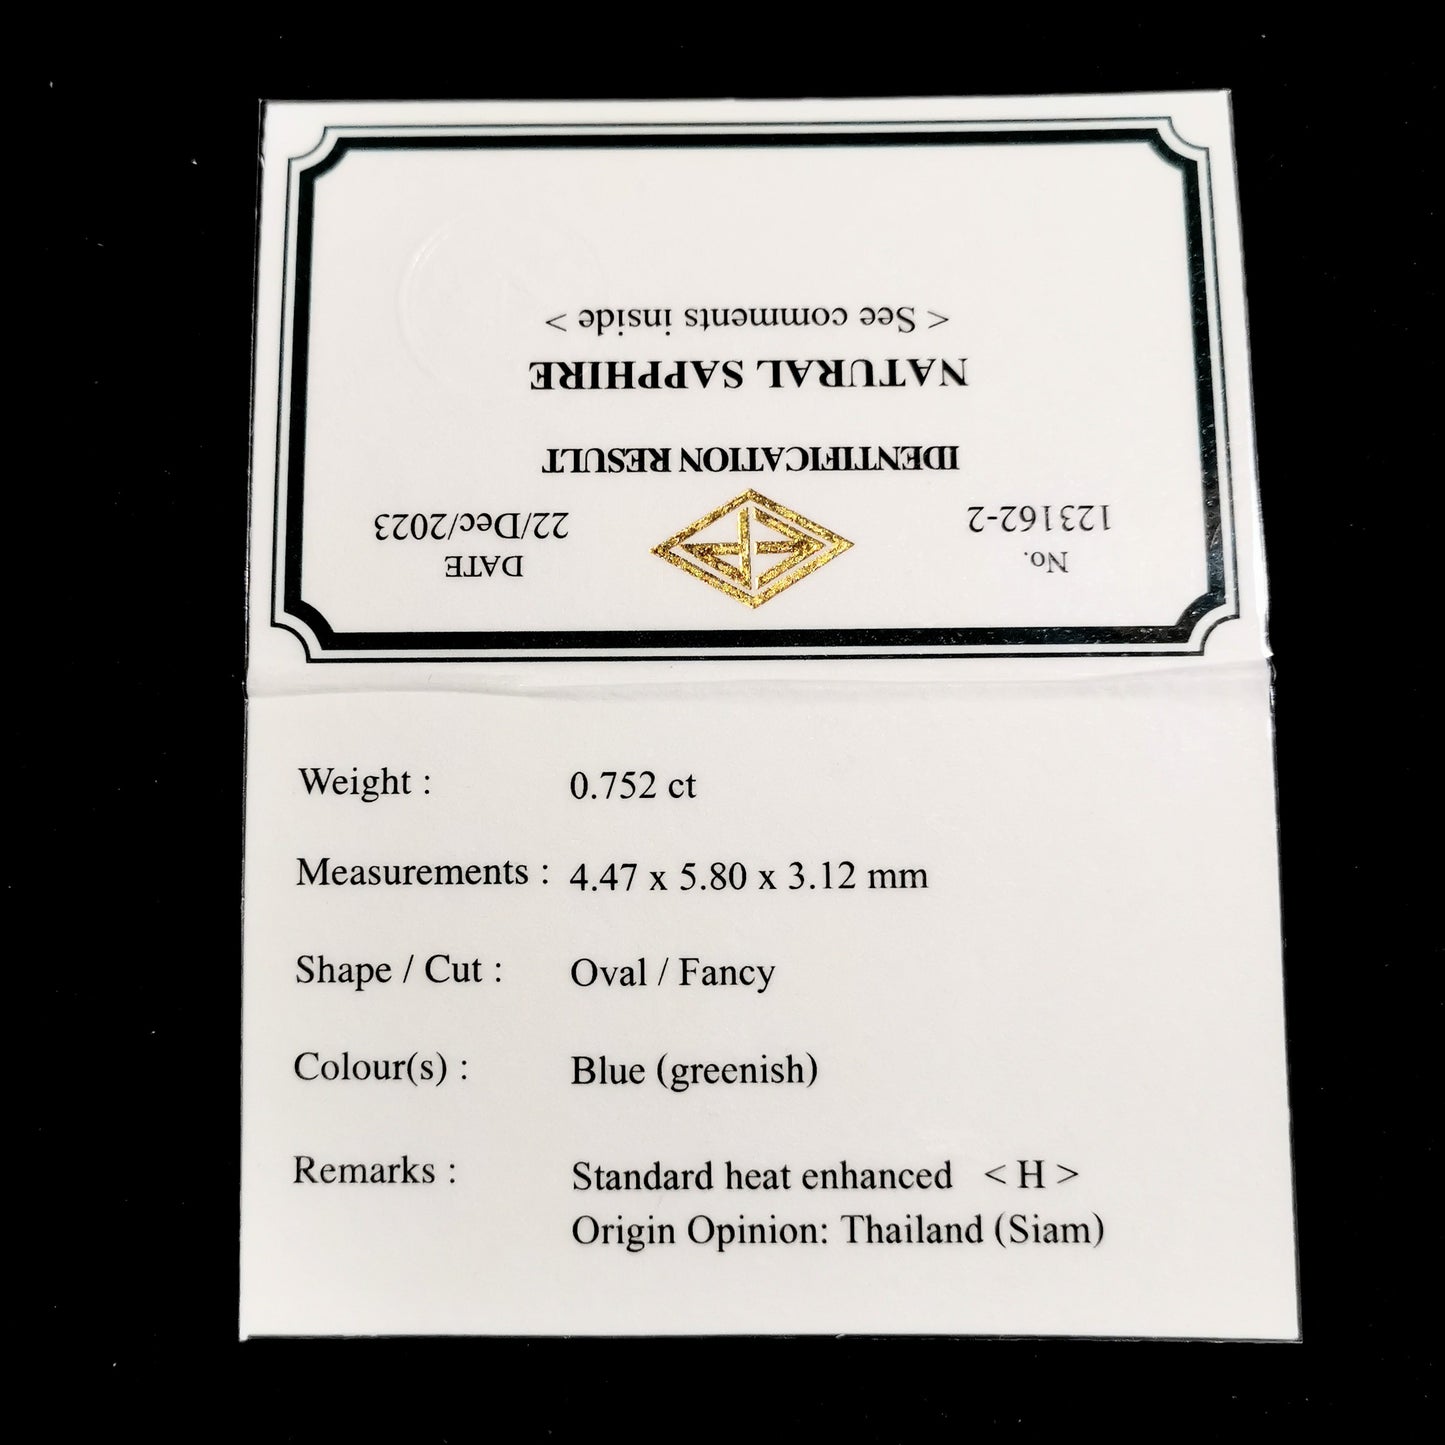 No.
123162-2
DATE
22/Dec/2023
IDENTIFICATION RESULT
NATURAL SAPPHIRE
< See comments inside >
Weight : 0.752 ct
Measurements : 4.47 x 5.80 x 3.12 mm
Shape / Cut : Oval / Fancy
Colour(s) : Blue (greenish)
Remarks : Standard heat enhanced < H >
Origin Opinion: Thailand (Siam)